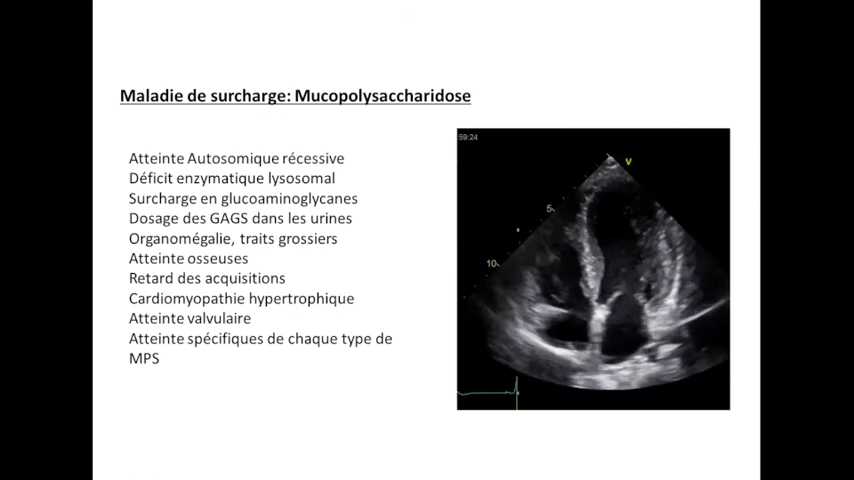 Maladie de surcharge: Mucopolysaccharidose
Atteinte Autosomique récessive
Déficit enzymatique lysosomal
Surcharge en glucoaminoglycanes
Dosage des GAGS dans les urines
Organomégalie, traits grossiers
Atteinte osseuses
Retard des acquisitions
Cardiomyopathie hypertrophique
Atteinte valvulaire
Atteinte spécifiques de chaque type de
MPS
59:24
V
5
10